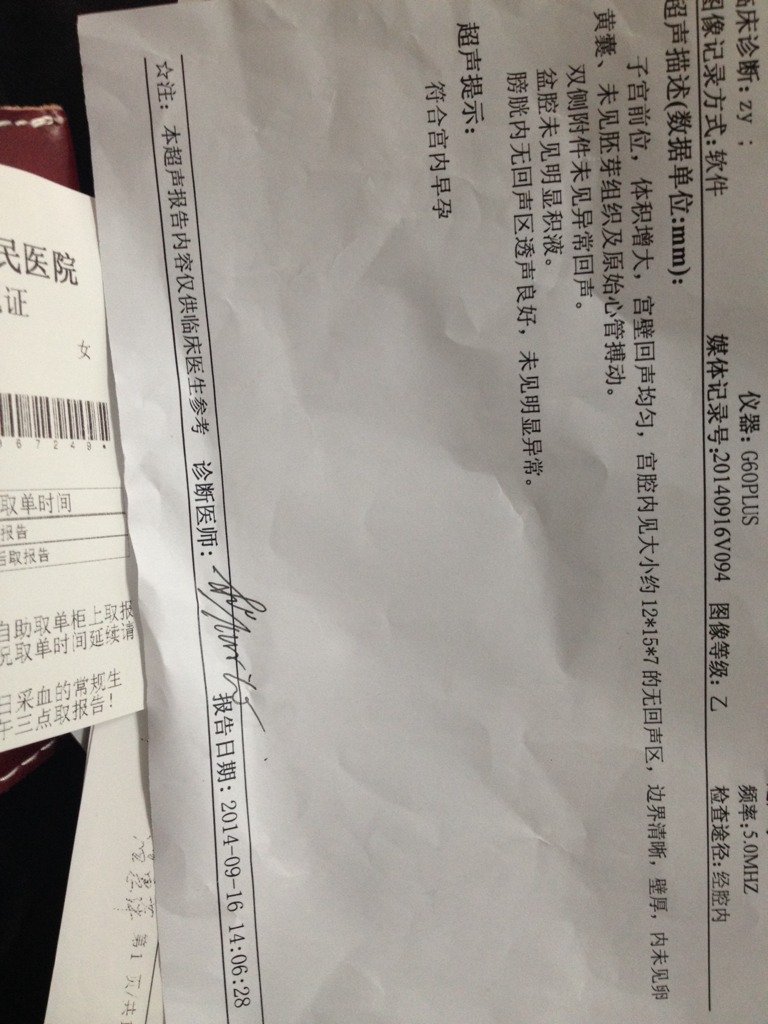 临床诊断：zy ；
仪器：G60PLUS 频率：5.0MHZ
图像记录方式：软件 媒体记录号：20140916V094 图像等级：乙 检查途径：经腔内
超声描述(数据单位:mm)：
子宫前位，体积增大，宫壁回声均匀，宫腔内见大小约12*15*7的无回声区，边界清晰，壁厚，内未见卵
黄囊、未见胚芽组织及原始心管搏动。
双侧附件未见异常回声。
盆腔未见明显积液。
膀胱内无回声区透声良好，未见明显异常。
超声提示：
符合宫内早孕
☆注：本超声报告内容仅供临床医生参考 诊断医师： 报告日期：2014-09-16 14:06:28
民医院
证
女
67249
取单时间
报告
取报告
自助取单柜上取报
取单时间延续请
采血的常规生
三点取报告！
第1页/共